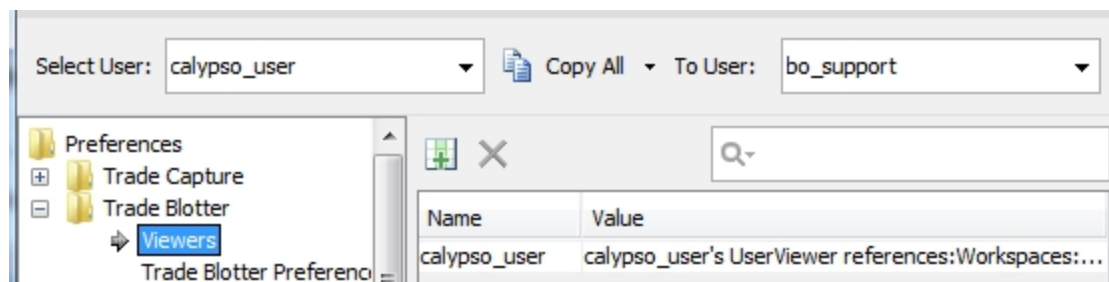 Select User: calypso_user Copy All To User: bo_support
Preferences
Trade Capture
Trade Blotter
Viewers
Trade Blotter Preferenc
Name Value
calypso_user calypso_user's UserViewer references:Workspaces:...